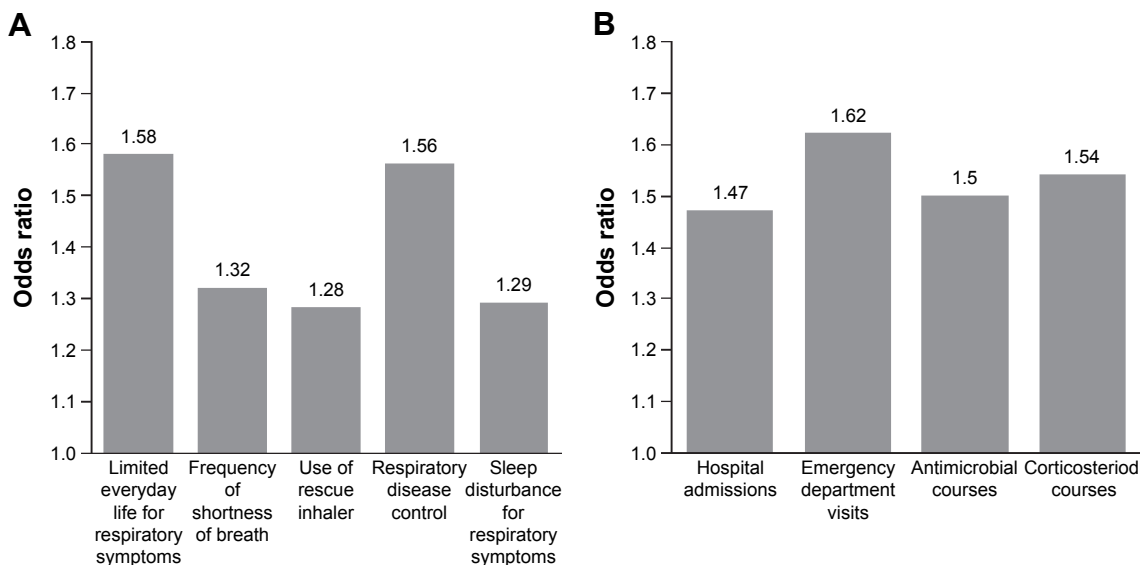 A
Odds ratio
1.8
1.7
1.6
1.5
1.4
1.3
1.2
1.1
1.0
1.58
1.32
1.28
1.56
1.29
Limited
everyday
life for
respiratory
symptoms
Frequency
of
shortness
of breath
Use of
rescue
inhaler
Respiratory
disease
control
Sleep
disturbance
for
respiratory
symptoms
B
Odds ratio
1.8
1.7
1.6
1.5
1.4
1.3
1.2
1.1
1.0
1.47
1.62
1.5
1.54
Hospital
admissions
Emergency
department
visits
Antimicrobial
courses
Corticosteriod
courses